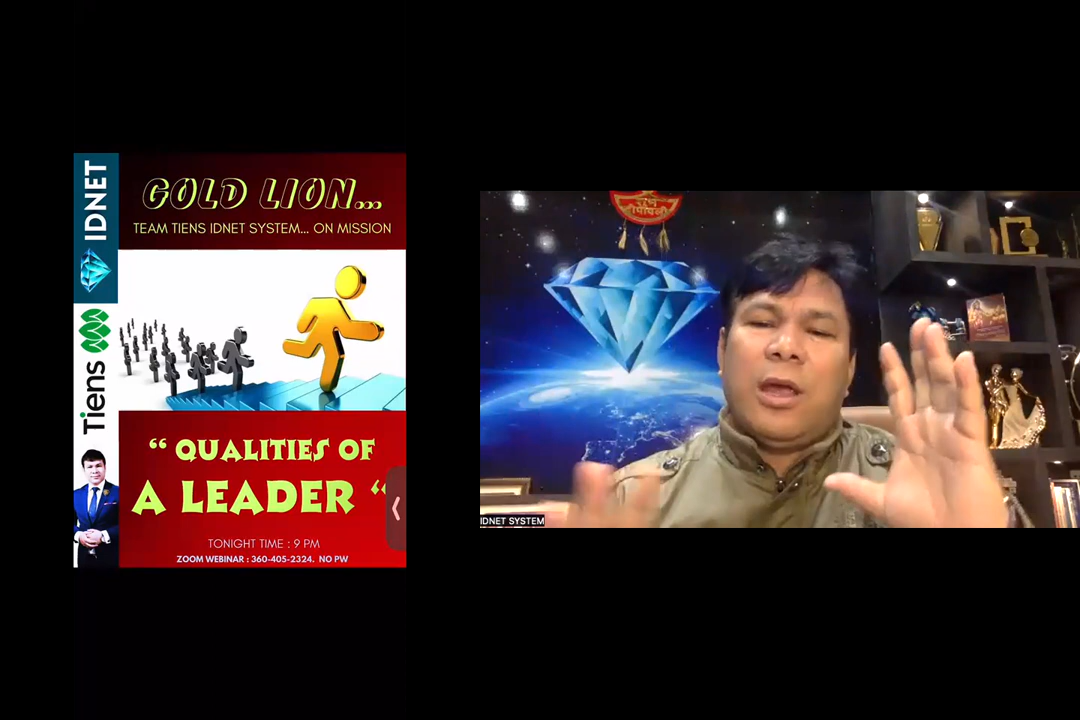 IDNET
Tiens
GOLD LION...
TEAM TIENS IDNET SYSTEM... ON MISSION
“ QUALITIES OF
A LEADER “
TONIGHT TIME : 9 PM
ZOOM WEBINAR : 360-405-2324. NO PW
शुभ
दीपावली
IDNET SYSTEM